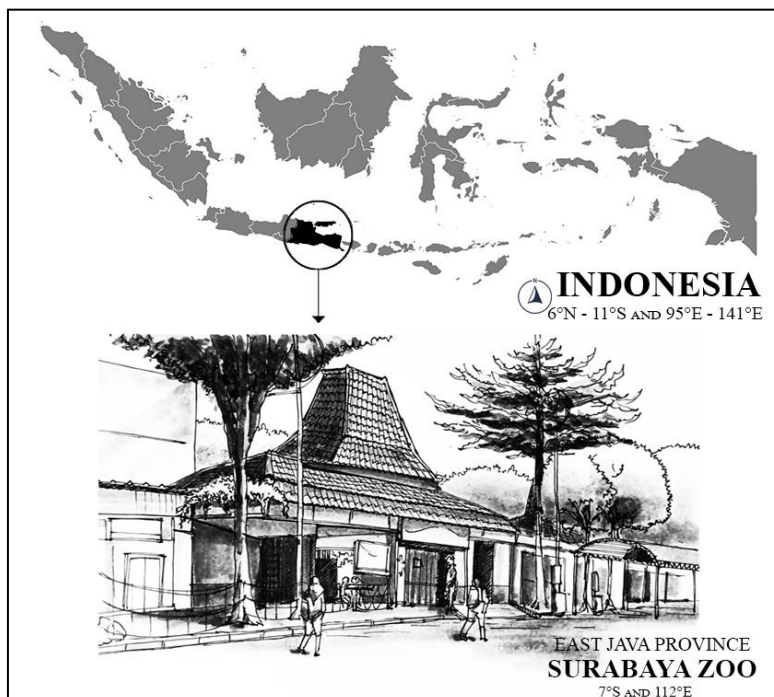 N
INDONESIA
6°N - 11°S AND 95°E - 141°E
EAST JAVA PROVINCE
SURABAYA ZOO
7°S AND 112°E